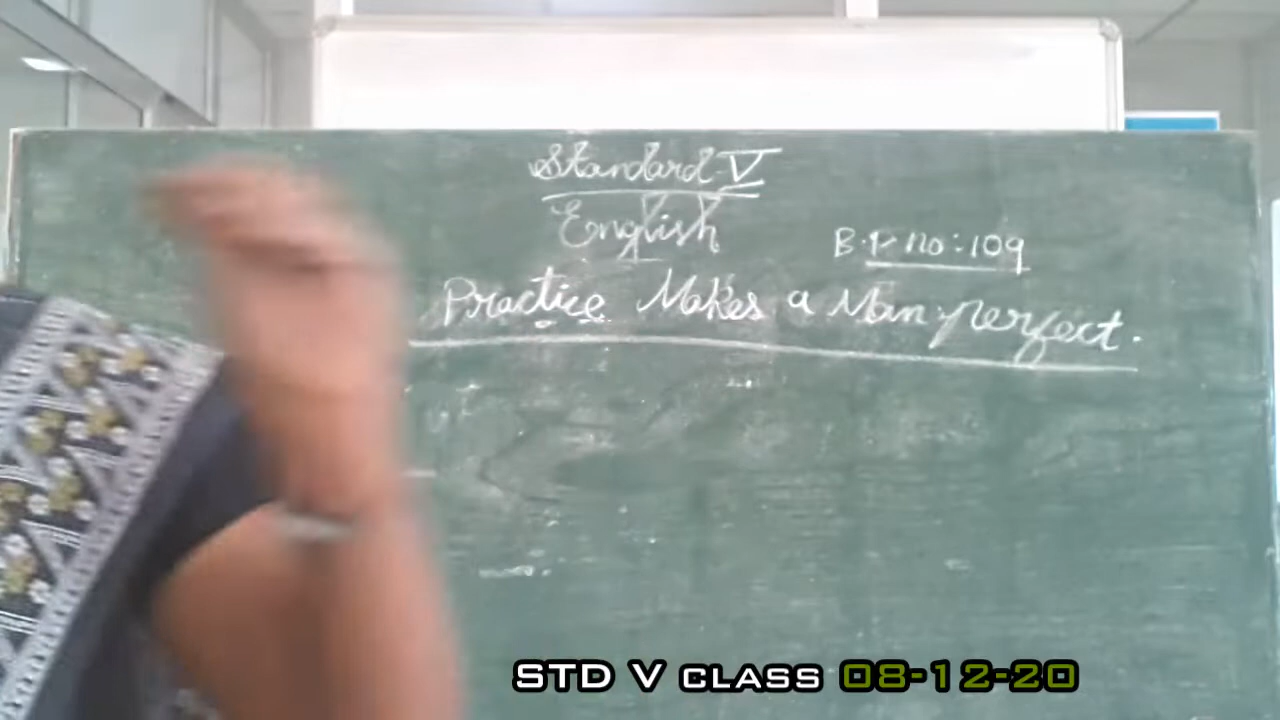 Standard-V
English
B.P no:109
Practice Makes a Man perfect.
STD V CLASS 08-12-20